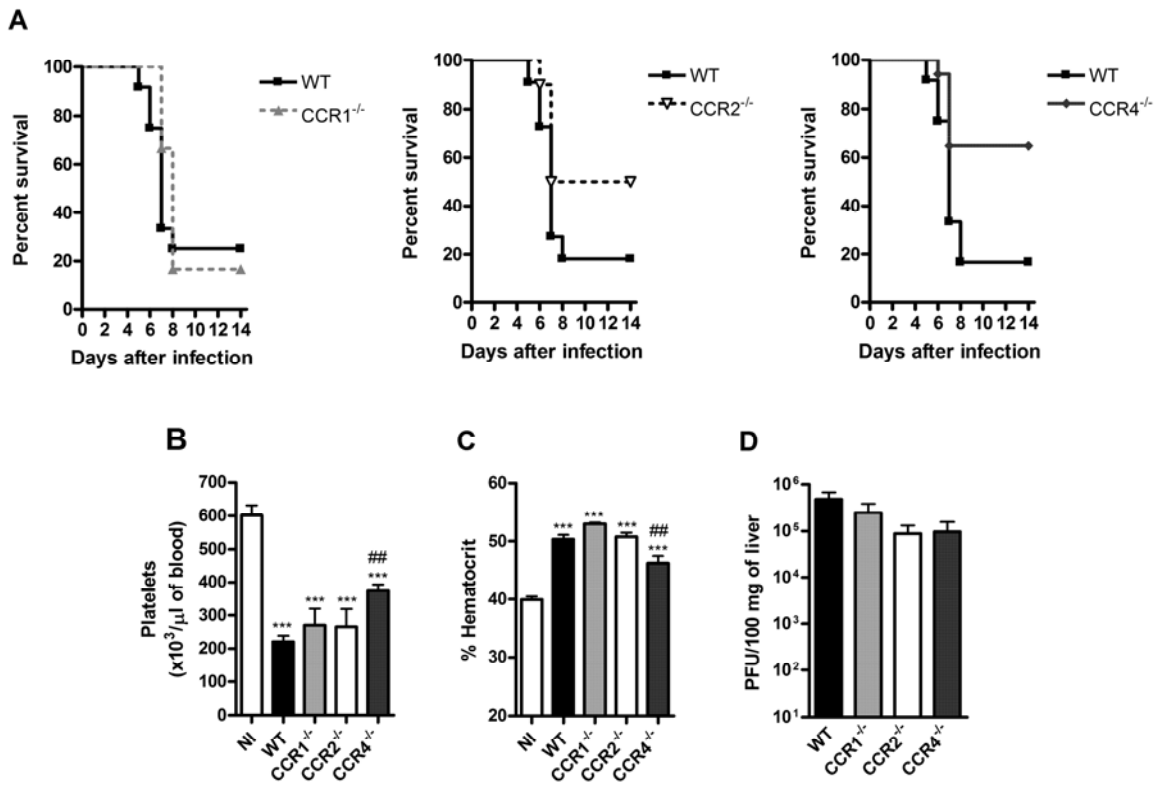 A
100
80
60
40
20
0
Percent survival
0 2 4 6 8 10 12 14
Days after infection
WT
CCR1-/-
100
80
60
40
20
0
Percent survival
0 2 4 6 8 10 12 14
Days after infection
WT
CCR2-/-
100
80
60
40
20
0
Percent survival
0 2 4 6 8 10 12 14
Days after infection
WT
CCR4-/-
B
700
600
500
400
300
200
100
0
Platelets
(x10³/µl of blood)
***
***
***
##
***
NI
WT
CCR1-/-
CCR2-/-
CCR4-/-
C
60
50
40
30
20
% Hematocrit
***
***
***
##
***
NI
WT
CCR1-/-
CCR2-/-
CCR4-/-
D
10⁶
10⁵
10⁴
10³
10²
10¹
PFU/100 mg of liver
WT
CCR1-/-
CCR2-/-
CCR4-/-